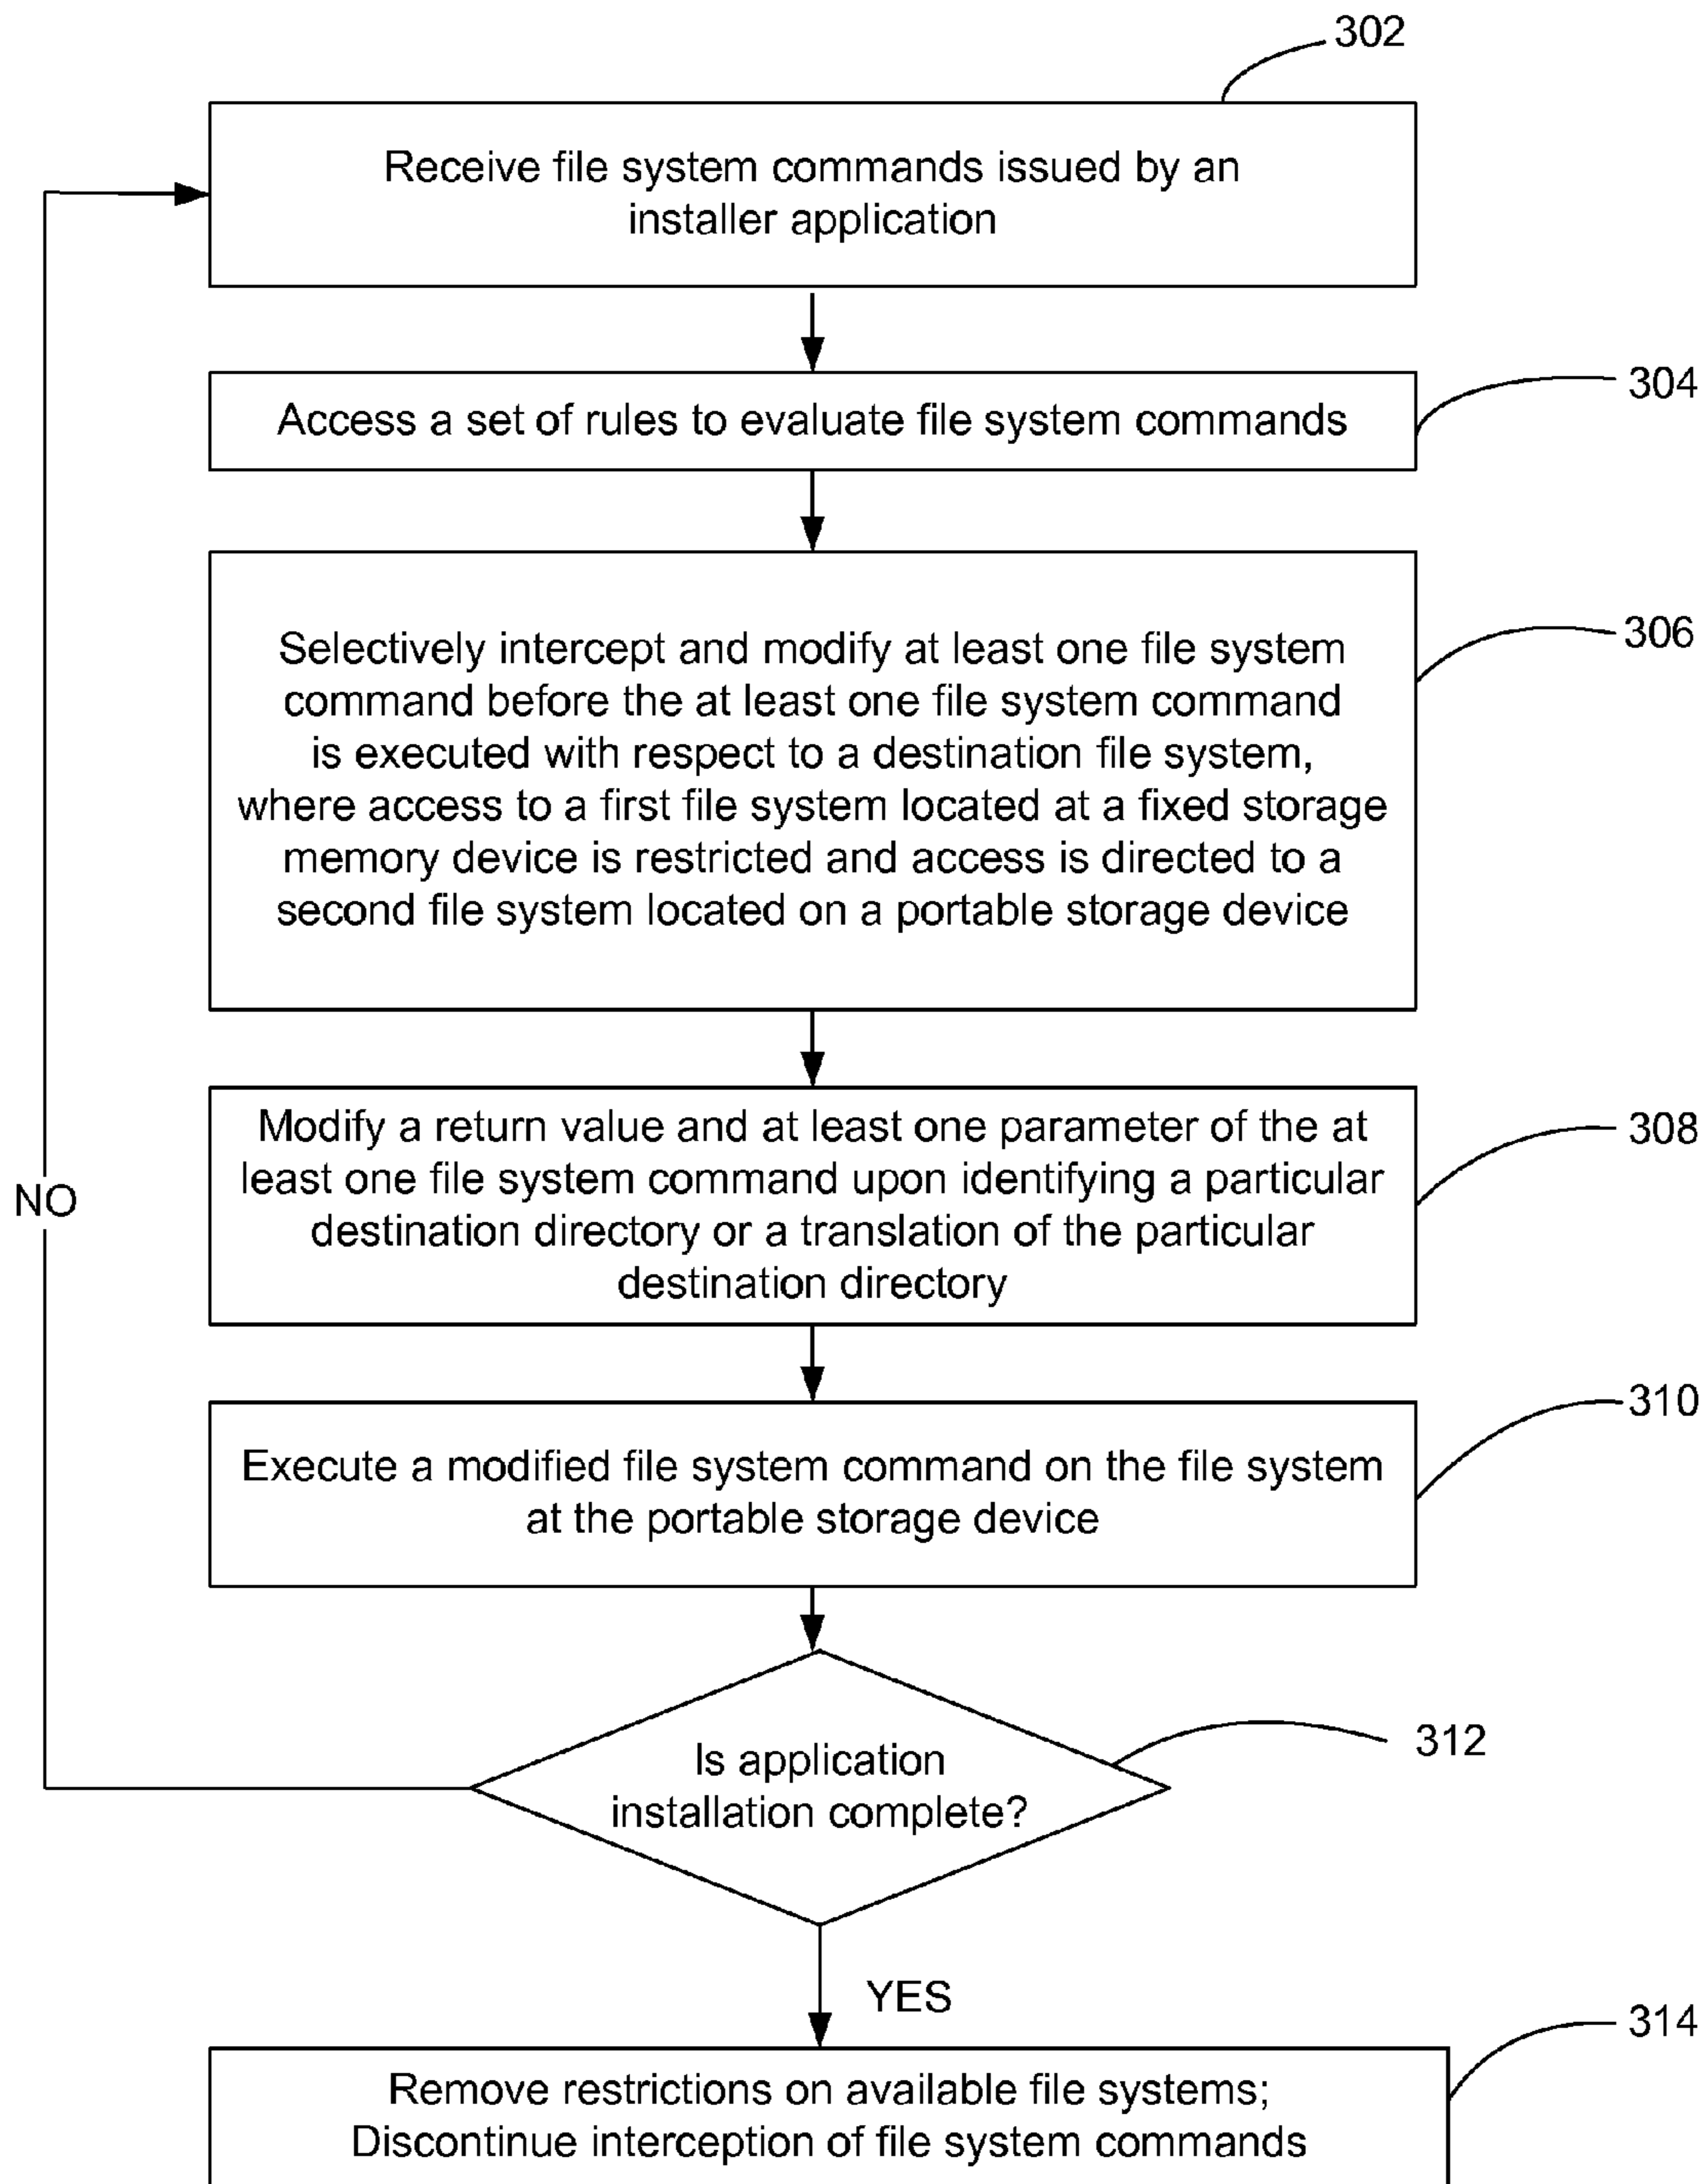 302
Receive file system commands issued by an
installer application
304
Access a set of rules to evaluate file system commands
306
Selectively intercept and modify at least one file system
command before the at least one file system command
is executed with respect to a destination file system,
where access to a first file system located at a fixed storage
memory device is restricted and access is directed to a
second file system located on a portable storage device
308
Modify a return value and at least one parameter of the at
least one file system command upon identifying a particular
destination directory or a translation of the particular
destination directory
NO
310
Execute a modified file system command on the file system
at the portable storage device
312
Is application
installation complete?
YES
314
Remove restrictions on available file systems;
Discontinue interception of file system commands